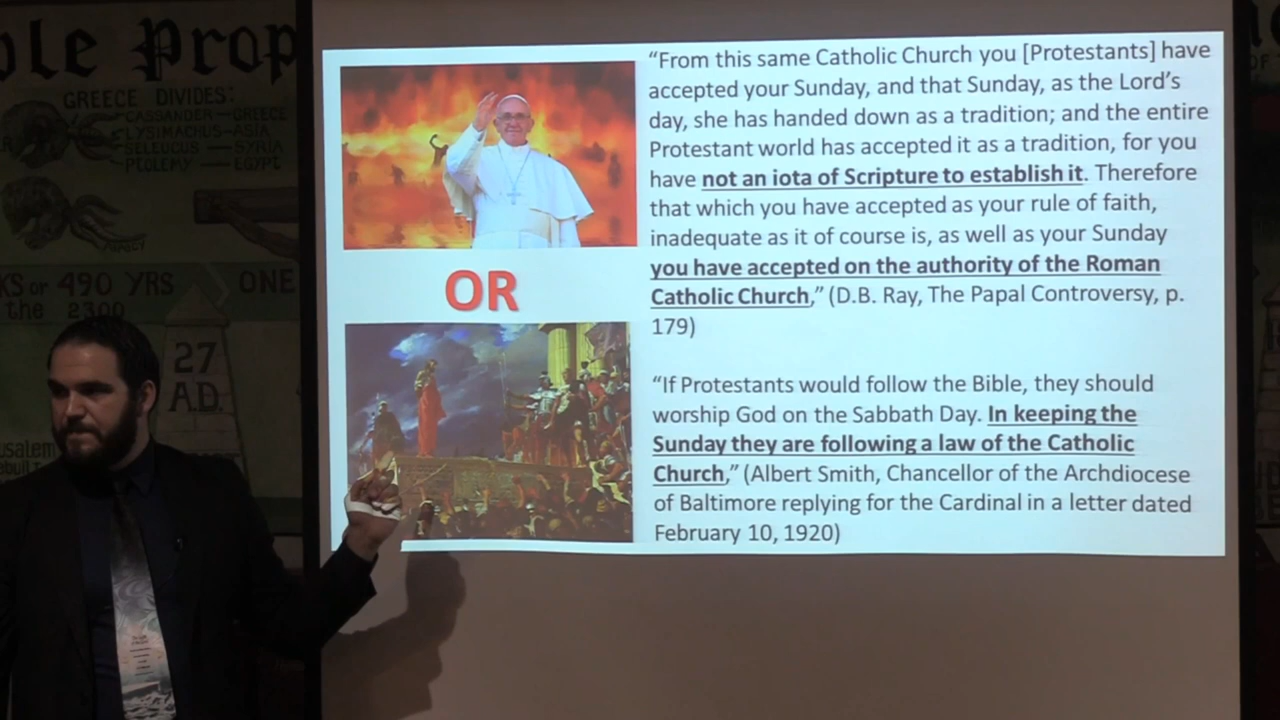 ble Prop
GREECE DIVIDES:
CASSANDER—GREECE
LYSIMACHUS—ASIA
SELEUCUS — SYRIA
PTOLEMY — EGYPT
KS or 490 YRS
ONE
the 2300
27
A.D.
usalem
ebuilt
“From this same Catholic Church you [Protestants] have
accepted your Sunday, and that Sunday, as the Lord’s
day, she has handed down as a tradition; and the entire
Protestant world has accepted it as a tradition, for you
have not an iota of Scripture to establish it. Therefore
that which you have accepted as your rule of faith,
inadequate as it of course is, as well as your Sunday
you have accepted on the authority of the Roman
Catholic Church,” (D.B. Ray, The Papal Controversy, p.
179)
OR
“If Protestants would follow the Bible, they should
worship God on the Sabbath Day. In keeping the
Sunday they are following a law of the Catholic
Church,” (Albert Smith, Chancellor of the Archdiocese
of Baltimore replying for the Cardinal in a letter dated
February 10, 1920)